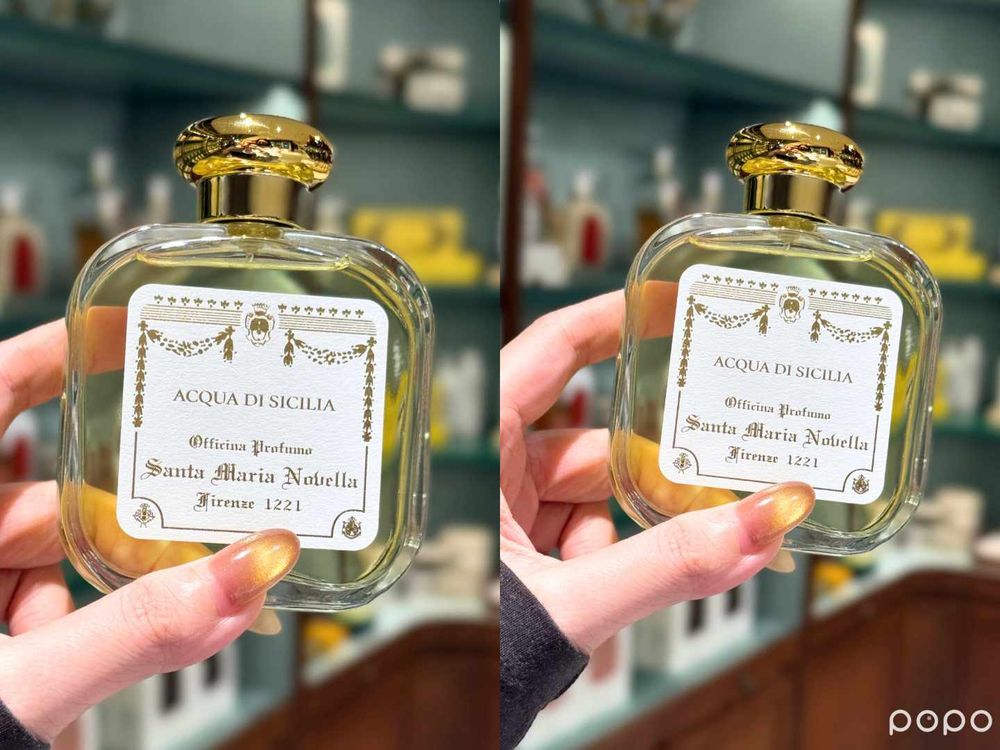 ACQUA DI SICILIA
Officina Profumo
Santa Maria Novella
Firenze 1221
ACQUA DI SICILIA
Officina Profumo
Santa Maria Novella
Firenze 1221
popo